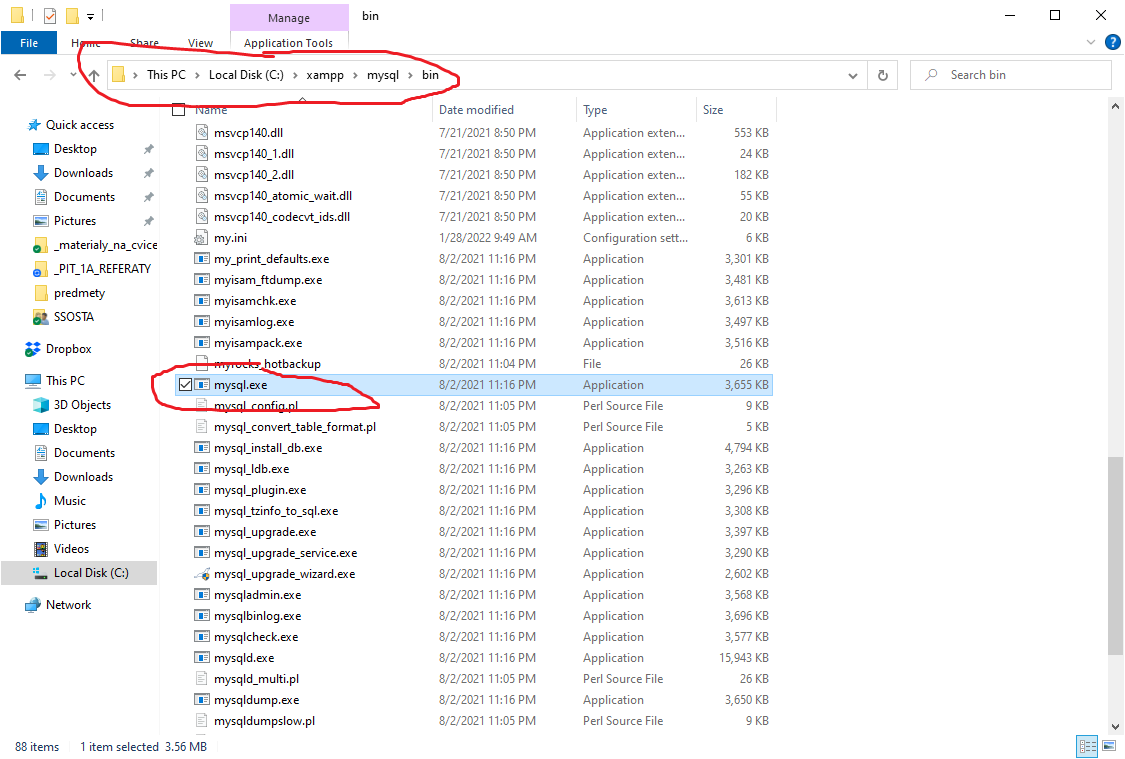 Manage
bin
File
Home
Share
View
Application Tools
This PC
Local Disk (C:)
xampp
mysql
bin
Search bin
Name
Date modified
Type
Size
Quick access
Desktop
Downloads
Documents
Pictures
_materialy_na_cvice
_PIT_1A_REFERATY
predmety
SSOSTA
Dropbox
This PC
3D Objects
Desktop
Documents
Downloads
Music
Pictures
Videos
Local Disk (C:)
Network
msvcp140.dll 7/21/2021 8:50 PM Application exten... 553 KB
msvcp140_1.dll 7/21/2021 8:50 PM Application exten... 24 KB
msvcp140_2.dll 7/21/2021 8:50 PM Application exten... 182 KB
msvcp140_atomic_wait.dll 7/21/2021 8:50 PM Application exten... 55 KB
msvcp140_codecvt_ids.dll 7/21/2021 8:50 PM Application exten... 20 KB
my.ini 1/28/2022 9:49 AM Configuration sett... 6 KB
my_print_defaults.exe 8/2/2021 11:16 PM Application 3,301 KB
myisam_ftdump.exe 8/2/2021 11:16 PM Application 3,481 KB
myisamchk.exe 8/2/2021 11:16 PM Application 3,613 KB
myisamlog.exe 8/2/2021 11:16 PM Application 3,497 KB
myisampack.exe 8/2/2021 11:16 PM Application 3,516 KB
myrocks_hotbackup 8/2/2021 11:04 PM File 26 KB
mysql.exe 8/2/2021 11:16 PM Application 3,655 KB
mysql_config.pl 8/2/2021 11:05 PM Perl Source File 9 KB
mysql_convert_table_format.pl 8/2/2021 11:05 PM Perl Source File 5 KB
mysql_install_db.exe 8/2/2021 11:16 PM Application 4,794 KB
mysql_ldb.exe 8/2/2021 11:16 PM Application 3,263 KB
mysql_plugin.exe 8/2/2021 11:16 PM Application 3,296 KB
mysql_tzinfo_to_sql.exe 8/2/2021 11:16 PM Application 3,308 KB
mysql_upgrade.exe 8/2/2021 11:16 PM Application 3,397 KB
mysql_upgrade_service.exe 8/2/2021 11:16 PM Application 3,290 KB
mysql_upgrade_wizard.exe 8/2/2021 11:16 PM Application 2,602 KB
mysqladmin.exe 8/2/2021 11:16 PM Application 3,568 KB
mysqlbinlog.exe 8/2/2021 11:16 PM Application 3,696 KB
mysqlcheck.exe 8/2/2021 11:16 PM Application 3,577 KB
mysqld.exe 8/2/2021 11:16 PM Application 15,943 KB
mysqld_multi.pl 8/2/2021 11:05 PM Perl Source File 26 KB
mysqldump.exe 8/2/2021 11:16 PM Application 3,650 KB
mysqldumpslow.pl 8/2/2021 11:05 PM Perl Source File 9 KB
88 items 1 item selected 3.56 MB